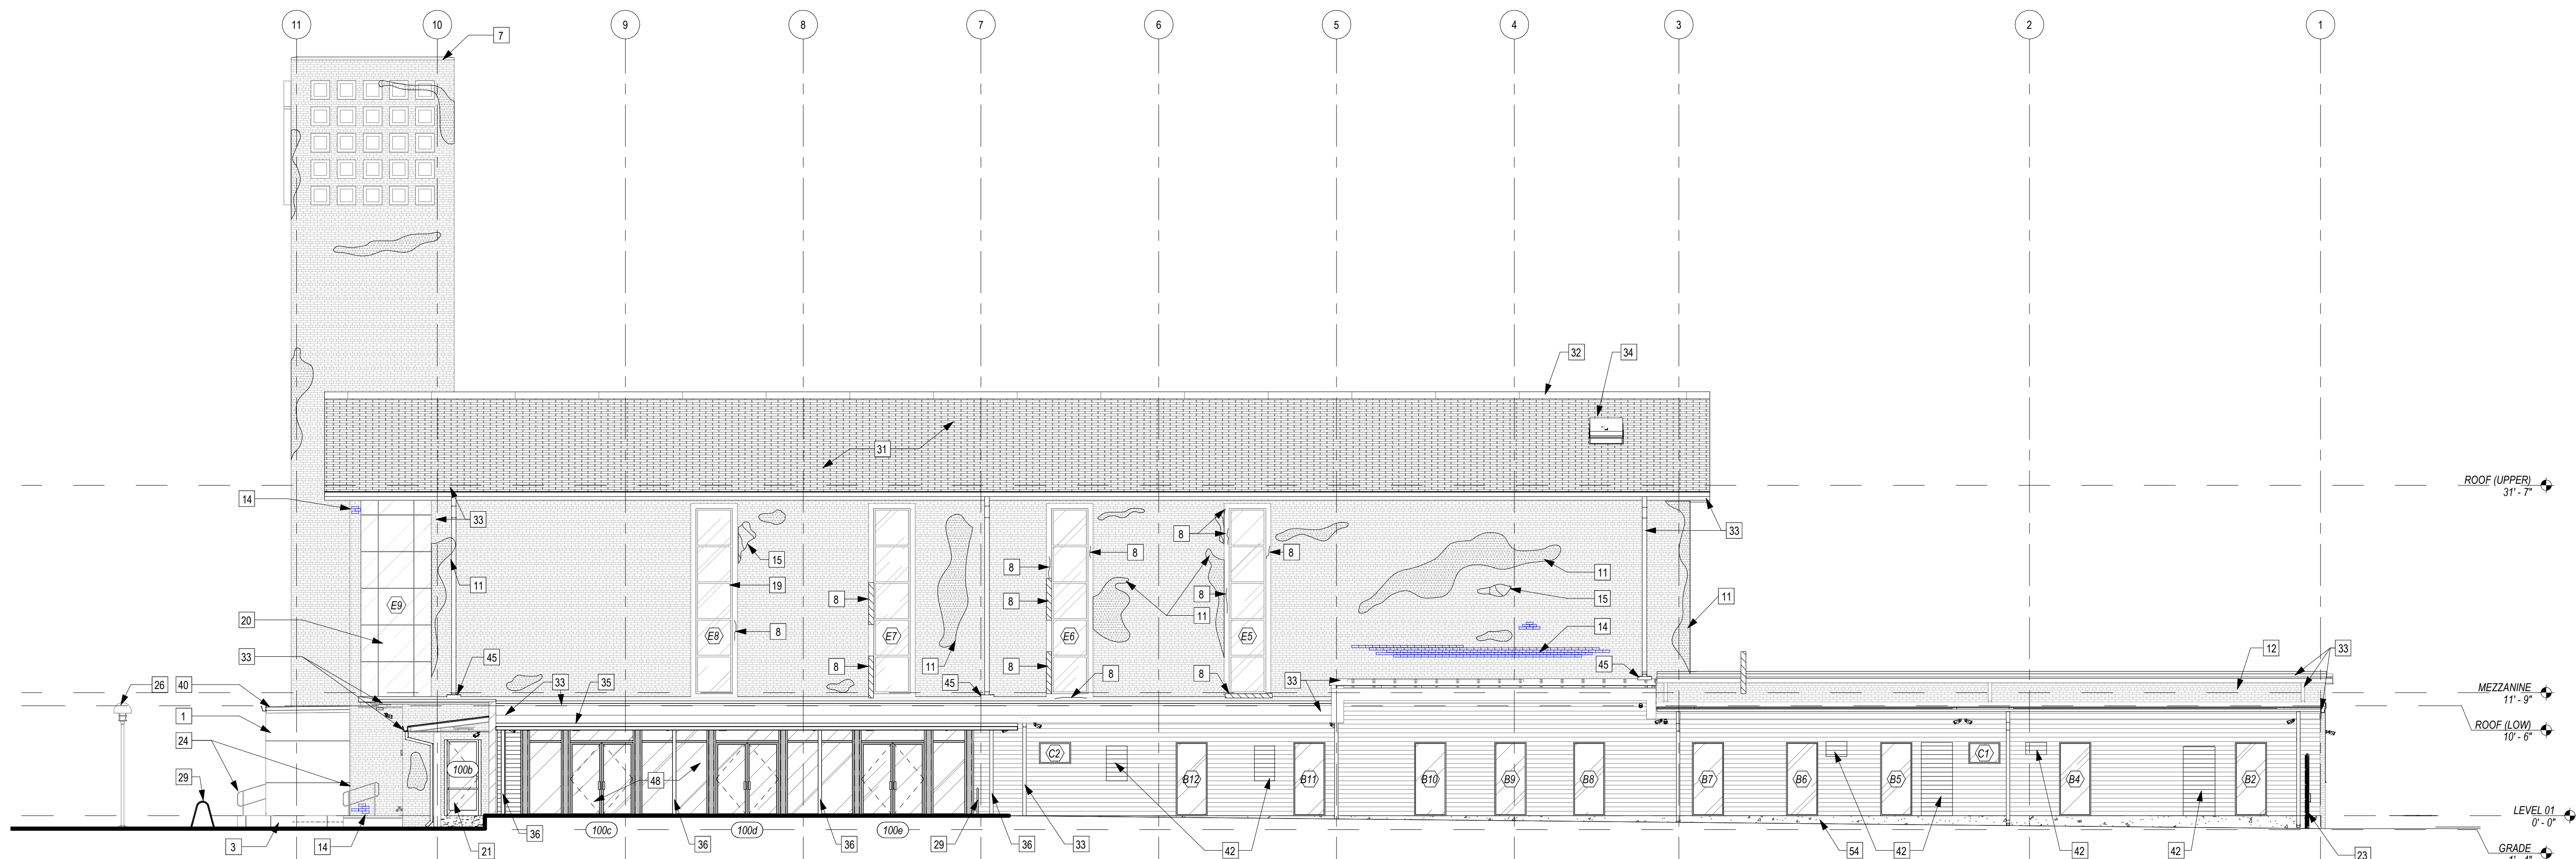 11 10 9 8 7 6 5 4 3 2 1
7
32 34
31
14 33
ROOF (UPPER)
31' - 7"
8 8 8 33
15
8
11
19
8 8 8
15
11
E9
20
11
14
E8 E7 E6 E5
8
33 45 8 11 8 8 45 12 33
26 40 33 35 45 33
MEZZANINE
11' - 9"
1
ROOF (LOW)
10' - 6"
24
C2 C1
100b
29 48 B12 B11 B10 B9 B8 B7 B6 B5 B4 B2
LEVEL 01
0' - 0"
36 100c 100d 100e
3 14 21 36 36 29 36 33 42 54 42 42 42 23
GRADE